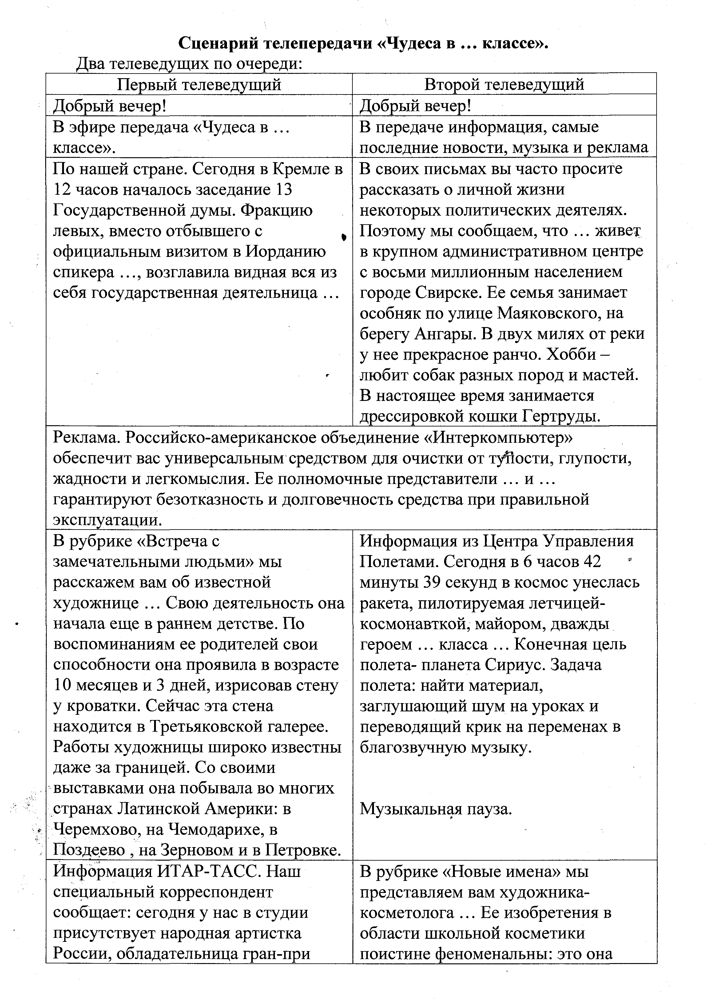 Сценарий телепередачи «Чудеса в … классе».
Два телеведущих по очереди:
Первый телеведущий
Второй телеведущий
Добрый вечер!
Добрый вечер!
В эфире передача «Чудеса в …
классе».
В передаче информация, самые
последние новости, музыка и реклама
По нашей стране. Сегодня в Кремле в
12 часов началось заседание 13
Государственной думы. Фракцию
левых, вместо отбывшего с
официальным визитом в Иорданию
спикера …, возглавила видная вся из
себя государственная деятельница …
В своих письмах вы часто просите
рассказать о личной жизни
некоторых политических деятелях.
Поэтому мы сообщаем, что … живет
в крупном административном центре
с восьми миллионным населением
городе Свирске. Ее семья занимает
особняк по улице Маяковского, на
берегу Ангары. В двух милях от реки
у нее прекрасное ранчо. Хобби –
любит собак разных пород и мастей.
В настоящее время занимается
дрессировкой кошки Гертруды.
Реклама. Российско-американское объединение «Интеркомпьютер»
обеспечит вас универсальным средством для очистки от тупости, глупости,
жадности и легкомыслия. Ее полномочные представители … и …
гарантируют безотказность и долговечность средства при правильной
эксплуатации.
В рубрике «Встреча с
замечательными людьми» мы
расскажем вам об известной
художнице … Свою деятельность она
начала еще в раннем детстве. По
воспоминаниям ее родителей свои
способности она проявила в возрасте
10 месяцев и 3 дней, изрисовав стену
у кроватки. Сейчас эта стена
находится в Третьяковской галерее.
Работы художницы широко известны
даже за границей. Со своими
выставками она побывала во многих
странах Латинской Америки: в
Черемхово, на Чемодарихе, в
Поздеево , на Зерновом и в Петровке.
Информация из Центра Управления
Полетами. Сегодня в 6 часов 42
минуты 39 секунд в космос унеслась
ракета, пилотируемая летчицей-
космонавткой, майором, дважды
героем … класса … Конечная цель
полета- планета Сириус. Задача
полета: найти материал,
заглушающий шум на уроках и
переводящий крик на переменах в
благозвучную музыку.
Музыкальная пауза.
Информация ИТАР-ТАСС. Наш
специальный корреспондент
сообщает: сегодня у нас в студии
присутствует народная артистка
России, обладательница гран-при
В рубрике «Новые имена» мы
представляем вам художника-
косметолога … Ее изобретения в
области школьной косметики
поистине феноменальны: это она